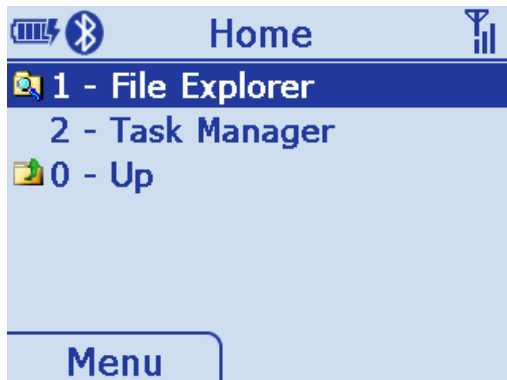 Home
1 - File Explorer
2 - Task Manager
0 - Up
Menu